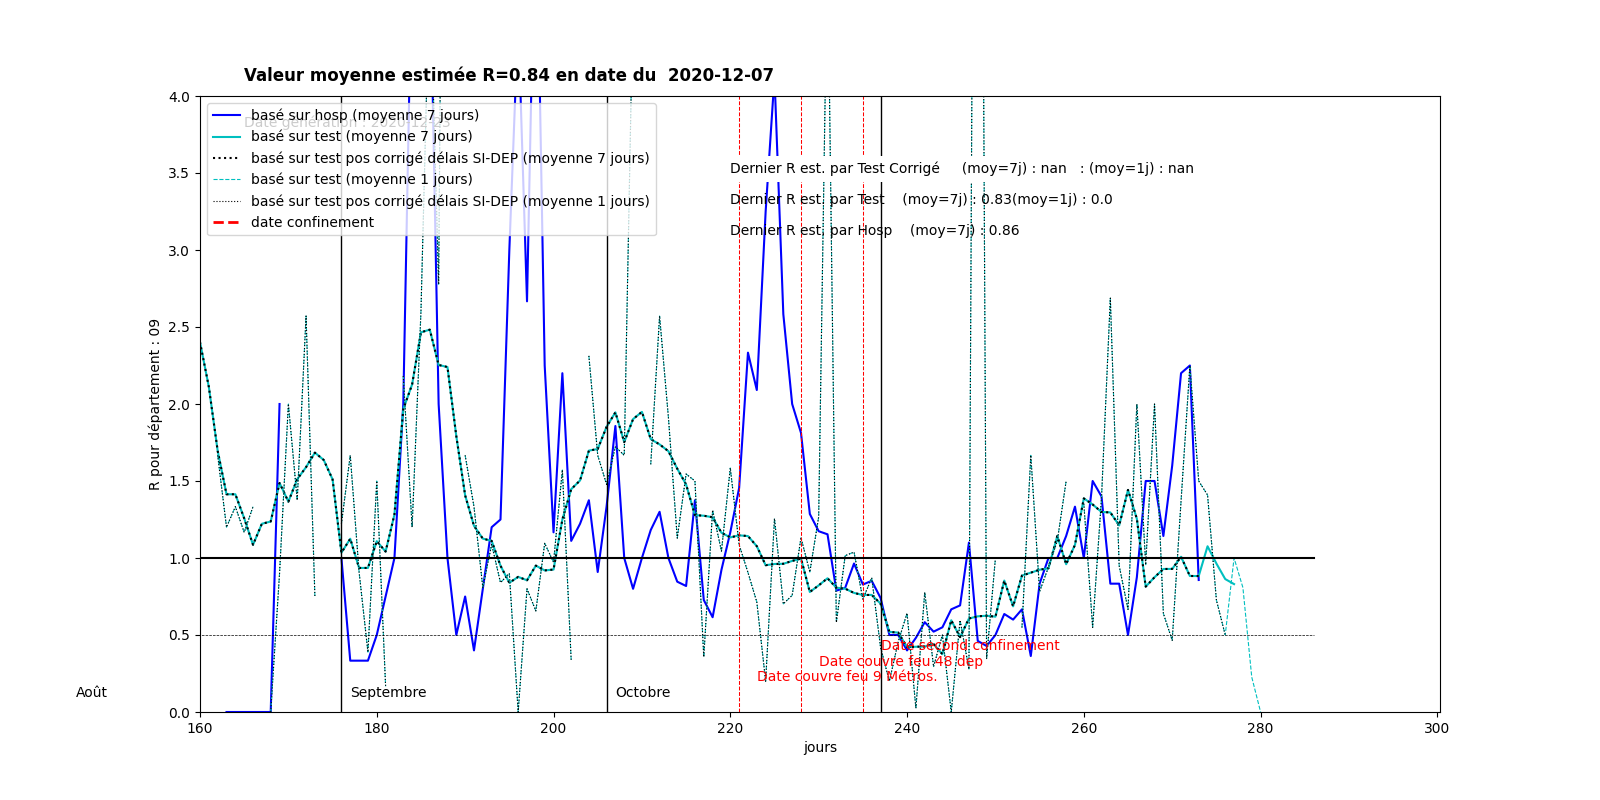 Valeur moyenne estimée R=0.84 en date du  2020-12-07
4.0
3.5
3.0
2.5
2.0
1.5
1.0
0.5
0.0
R pour département : 09
basé sur hosp (moyenne 7 jours)
basé sur test (moyenne 7 jours)
basé sur test pos corrigé délais SI-DEP (moyenne 7 jours)
basé sur test (moyenne 1 jours)
basé sur test pos corrigé délais SI-DEP (moyenne 1 jours)
date confinement
Dernier R est. par Test Corrigé     (moy=7j) : nan   : (moy=1j) : nan
Dernier R est. par Test    (moy=7j) : 0.83(moy=1j) : 0.0
Dernier R est. par Hosp    (moy=7j) : 0.86
Date second confinement
Date couvre feu 48 dep
Date couvre feu 9 Métros.
Août
Septembre
Octobre
160
180
200
220
240
260
280
300
jours